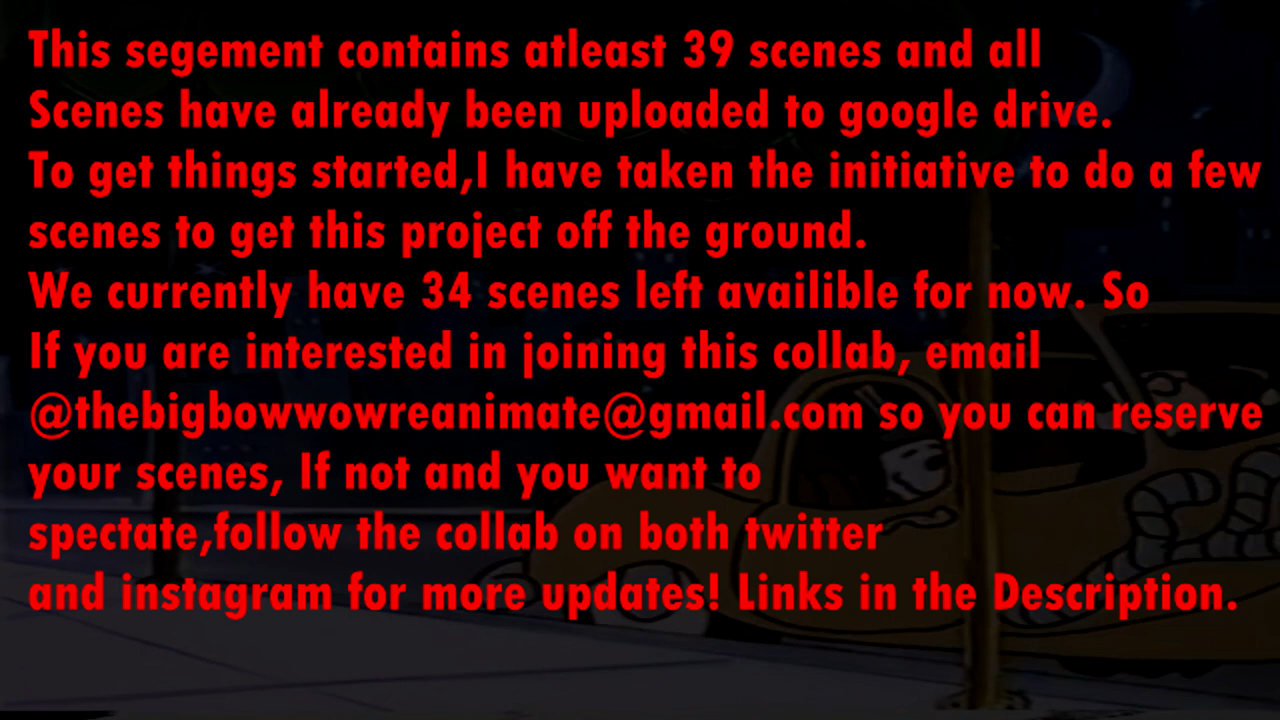 This segement contains atleast 39 scenes and all
Scenes have already been uploaded to google drive.
To get things started,I have taken the initiative to do a few
scenes to get this project off the ground.
We currently have 34 scenes left availible for now. So
If you are interested in joining this collab, email
@thebigbowwowreanimate@gmail.com so you can reserve
your scenes, If not and you want to
spectate,follow the collab on both twitter
and instagram for more updates! Links in the Description.